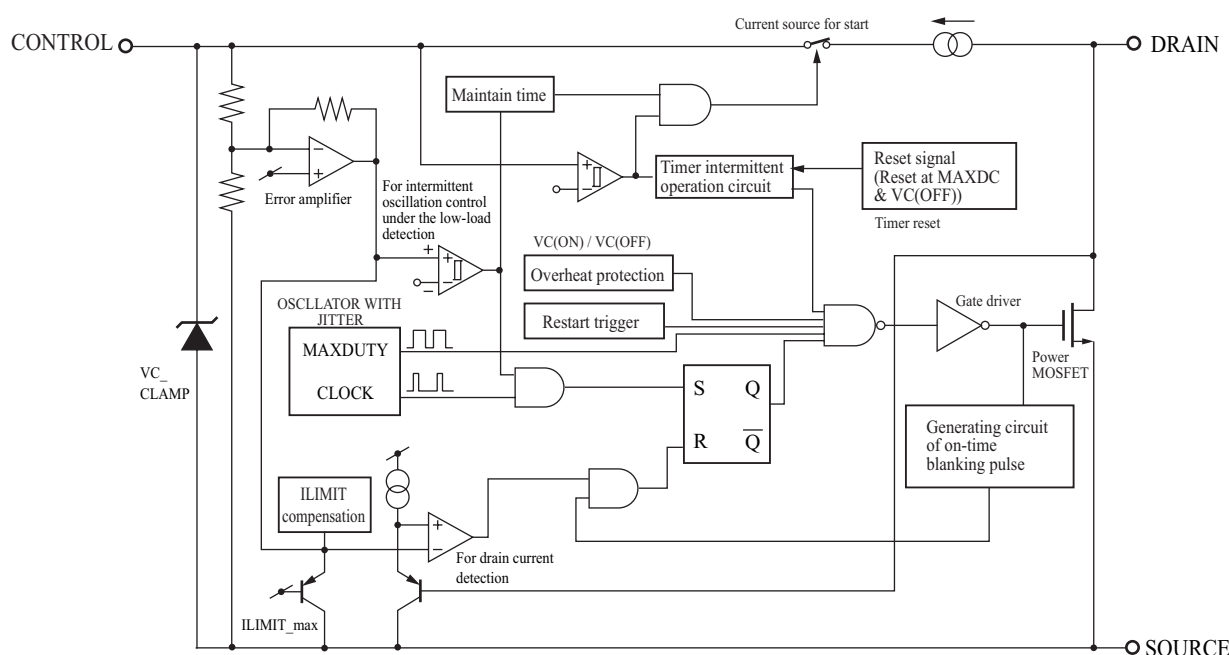 Current source for start
CONTROL
DRAIN
Maintain time
Timer intermittent
operation circuit
Reset signal
(Reset at MAXDC
& VC(OFF))
Timer reset
−
+
Error amplifier
+
−
For intermittent
oscillation control
under the low-load
detection
+
+
−
−
VC(ON) / VC(OFF)
Overheat protection
Restart trigger
OSCLLATOR WITH
JITTER
MAXDUTY
CLOCK
Gate driver
Power
MOSFET
VC_
CLAMP
S Q
R Q
Generating circuit
of on-time
blanking pulse
ILIMIT
compensation
+
−
For drain current
detection
ILIMIT_max
SOURCE